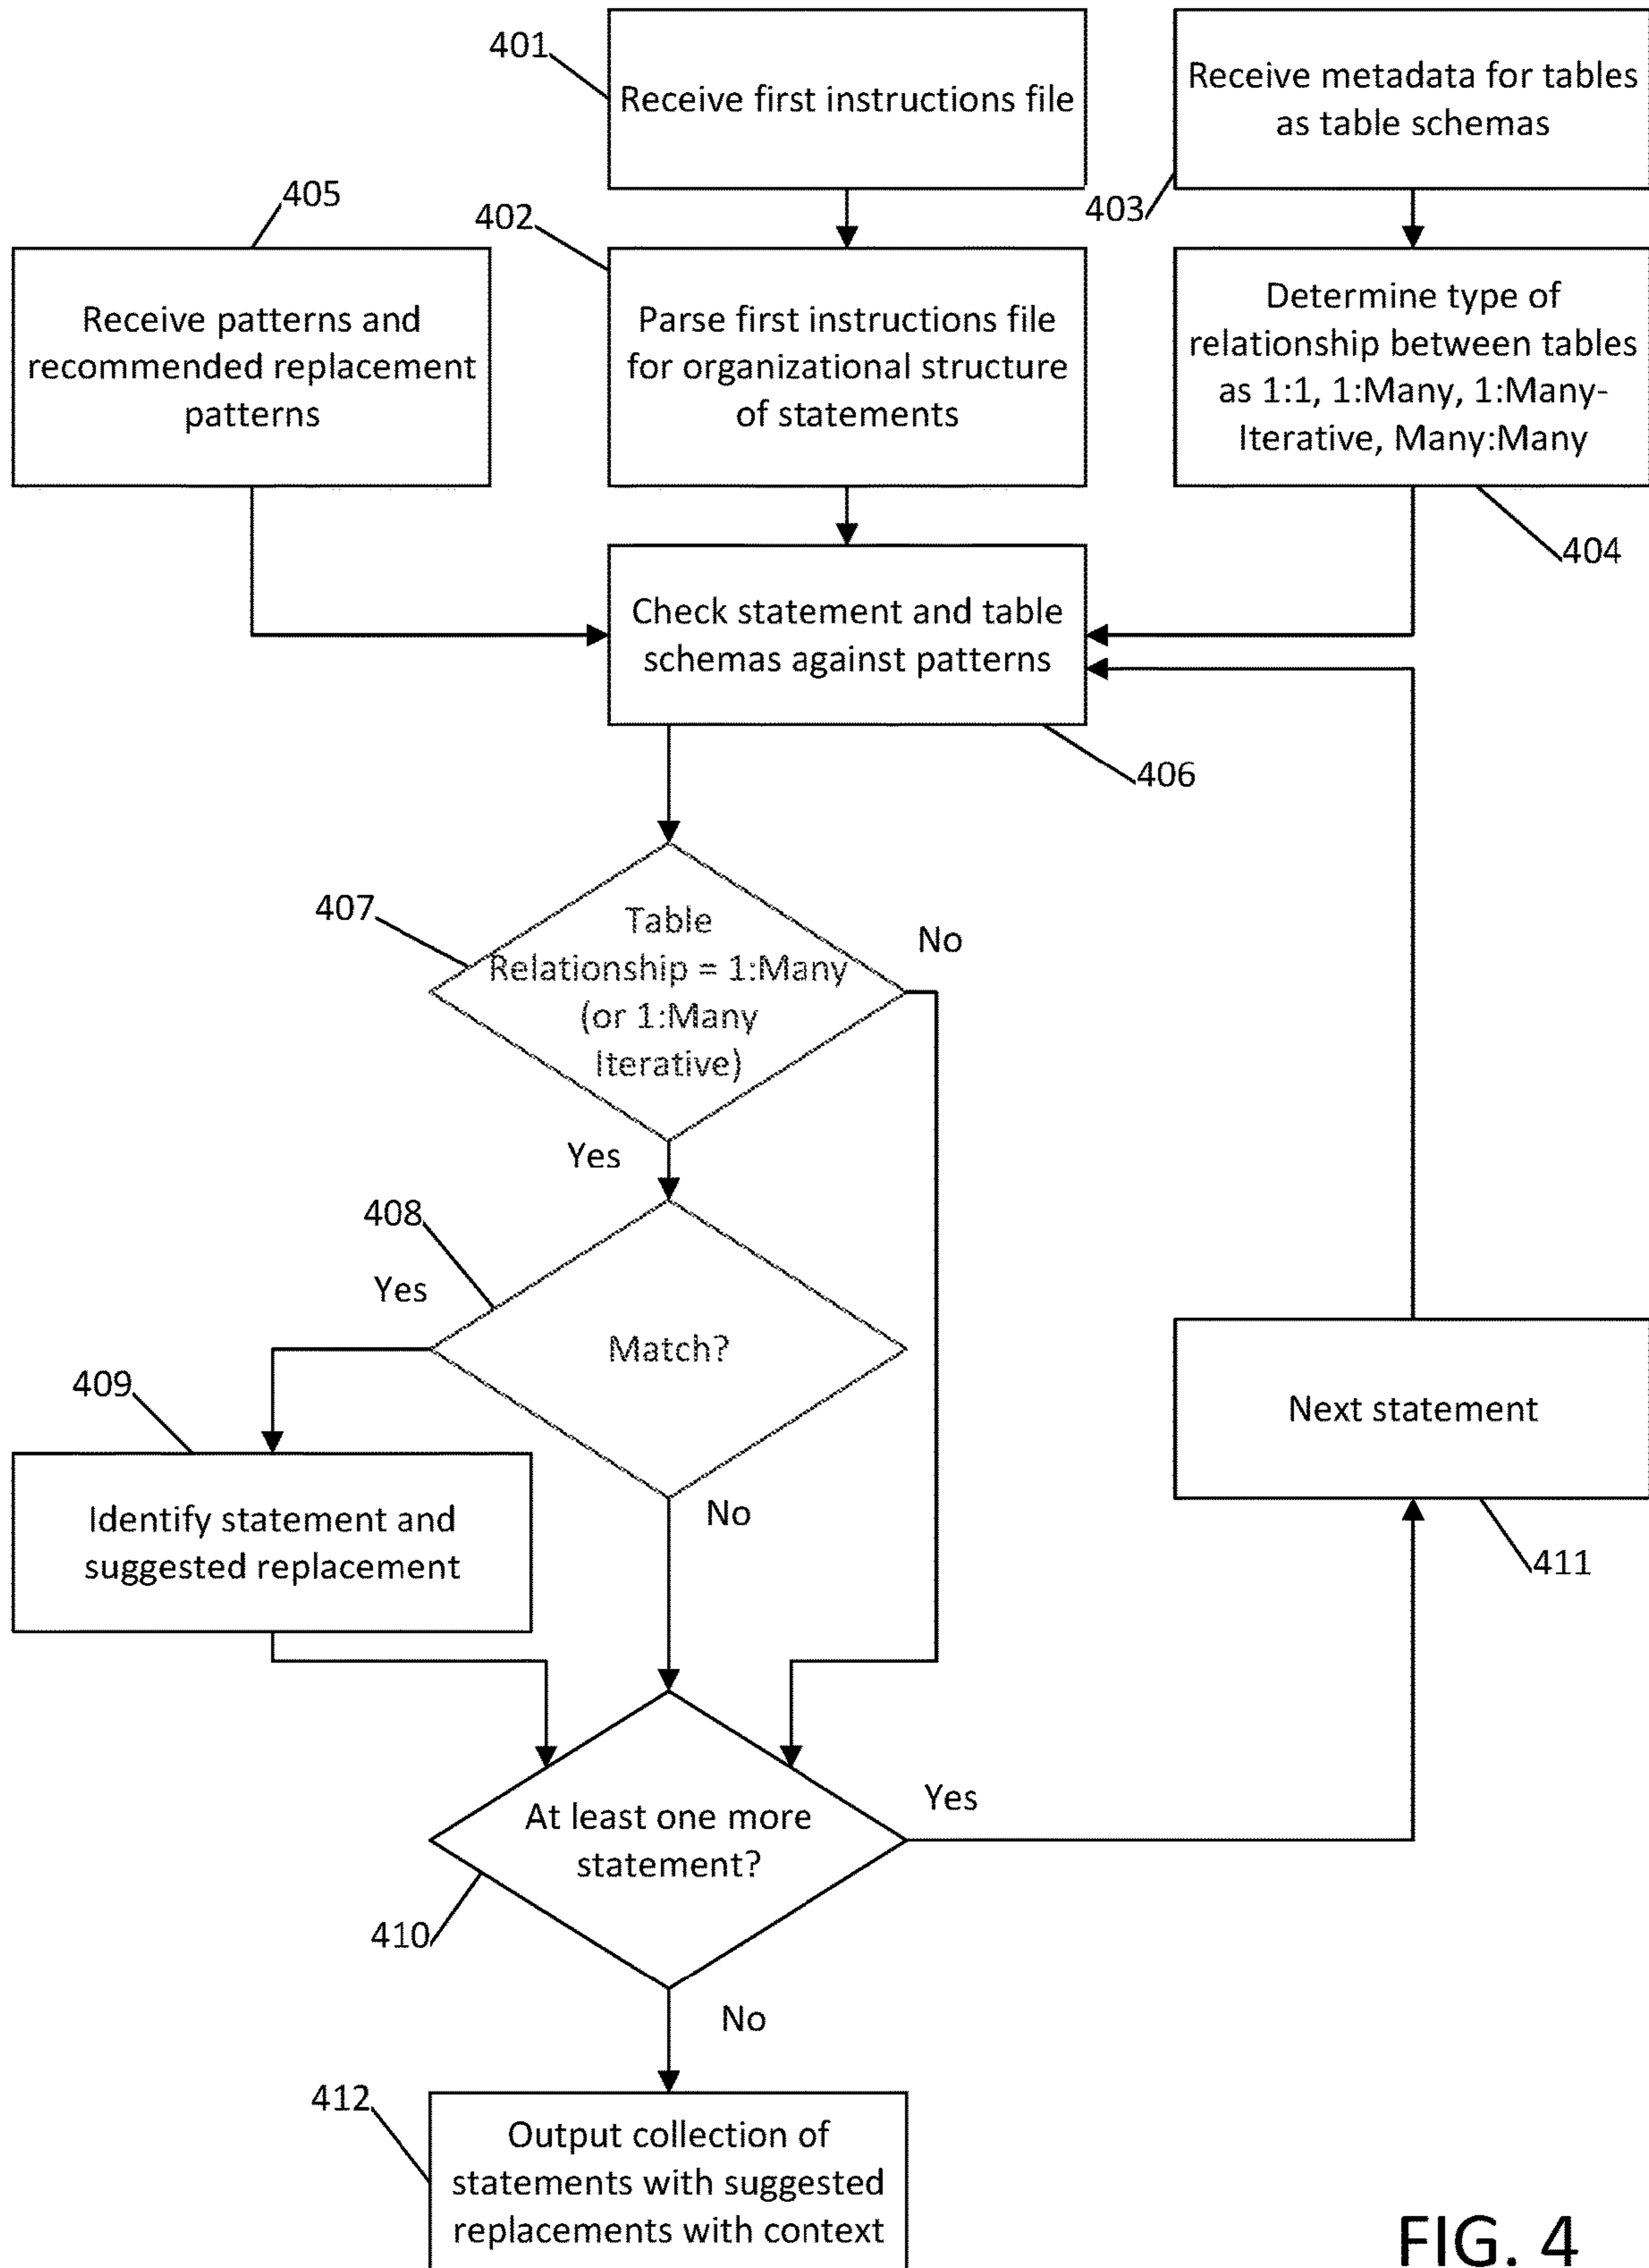 401
Receive first instructions file
Receive metadata for tables
as table schemas
403
405
402
Receive patterns and
recommended replacement
patterns
Parse first instructions file
for organizational structure
of statements
Determine type of
relationship between tables
as 1:1, 1:Many, 1:Many-
Iterative, Many:Many
404
Check statement and table
schemas against patterns
406
407
Table
Relationship = 1:Many
(or 1:Many
Iterative)
No
Yes
408
Yes
Match?
409
No
Identify statement and
suggested replacement
Next statement
411
At least one more
statement?
Yes
410
No
412
Output collection of
statements with suggested
replacements with context
FIG. 4